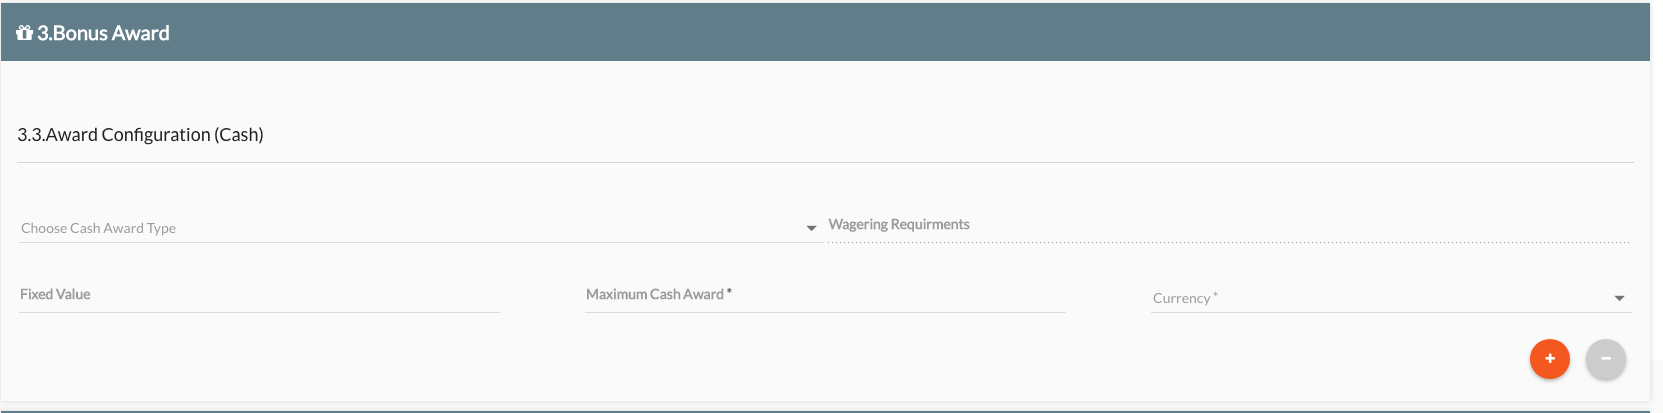 3.Bonus Award
3.3.Award Configuration (Cash)
Choose Cash Award Type
Wagering Requirments
Fixed Value
Maximum Cash Award *
Currency *
+
−